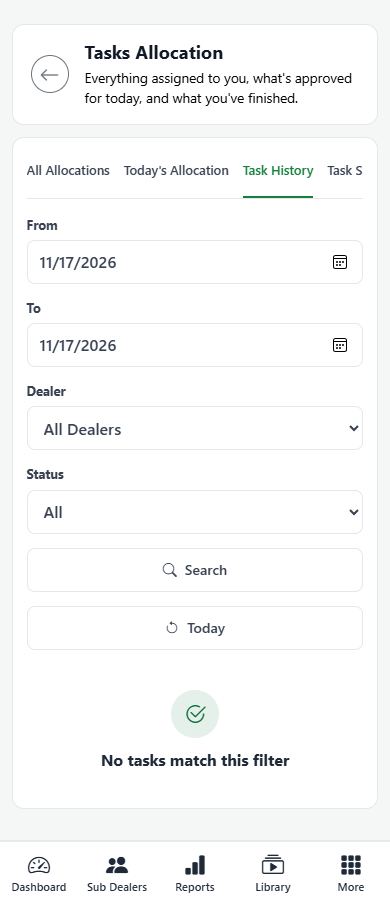 Tasks Allocation
Everything assigned to you, what's approved
for today, and what you've finished.
All Allocations
Today's Allocation
Task History
Task S
From
11/17/2026
To
11/17/2026
Dealer
All Dealers
Status
All
Search
Today
No tasks match this filter
Dashboard
Sub Dealers
Reports
Library
More